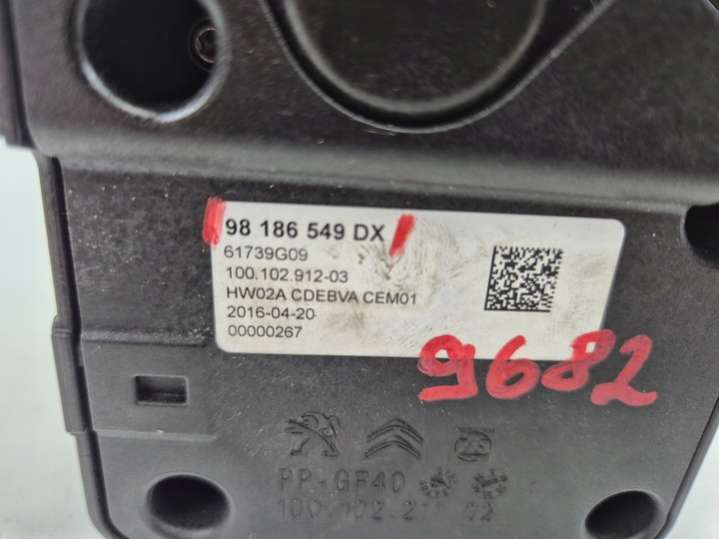 98 186 549 DX
61739G09
100.102.912-03
HW02A CDEBVA CEM01
2016-04-20
00000267
9682
PP-GF40